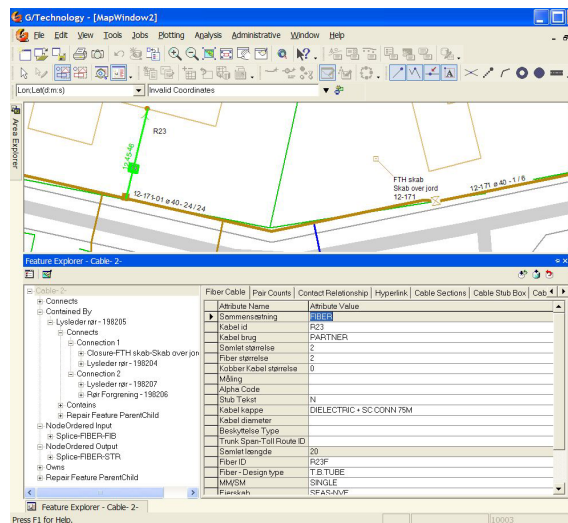 G/Technology - [MapWindow2]
File Edit View Tools Jobs Plotting Analysis Administrative Window Help
Lon,Lat(d:m:s) Invalid Coordinates
Area Explorer
R23
12-45-46
12-171-01 ø 40 - 24 / 24
FTH skab
Skab over jord
12-171
12-171 ø 40 - 1 / 6
Feature Explorer - Cable- 2-
Cable- 2-
Connects
Contained By
Lysleder rør - 198205
Connects
Connection 1
Closure-FTH skab-Skab over jor
Lysleder rør - 198204
Connection 2
Lysleder rør - 198207
Rør Forgrening - 198206
Contains
Repair Feature ParentChild
NodeOrdered Input
Splice-FIBER-FIB
NodeOrdered Output
Splice-FIBER-STR
Owns
Repair Feature ParentChild
Fiber Cable Pair Counts Contact Relationship Hyperlink Cable Sections Cable Stub Box Cab
Attribute Name Attribute Value
Sammensætning FIBER
Kabel id R23
Kabel brug PARTNER
Samlet størrelse 2
Fiber størrelse 2
Kobber Kabel størrelse 0
Måling
Alpha Code
Stub Tekst N
Kabel kappe DIELECTRIC + SC CONN 75M
Kabel diameter
Beskyttelse Type
Trunk Span-Toll Route ID
Samlet længde 20
Fiber ID R23F
Fiber - Design type T.B.TUBE
MM/SM SINGLE
Ejerskab SEAS-NVE
Feature Explorer - Cable- 2-
Press F1 for Help. 10003